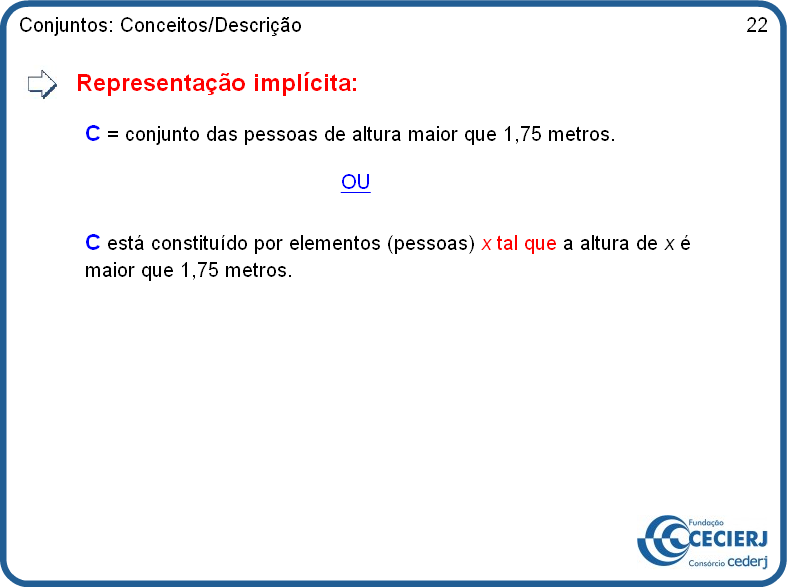 Conjuntos: Conceitos/Descrição 22
Representação implícita:
C = conjunto das pessoas de altura maior que 1,75 metros.
OU
C está constituído por elementos (pessoas) x tal que a altura de x é
maior que 1,75 metros.
Fundação
CECIERJ
Consórcio cederj